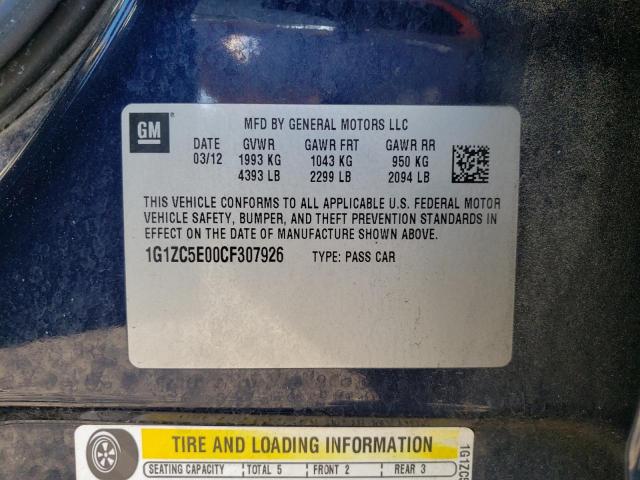 GM
MFD BY GENERAL MOTORS LLC
DATE GVWR GAWR FRT GAWR RR
03/12 1993 KG 1043 KG 950 KG
4393 LB 2299 LB 2094 LB
THIS VEHICLE CONFORMS TO ALL APPLICABLE U.S. FEDERAL MOTOR
VEHICLE SAFETY, BUMPER, AND THEFT PREVENTION STANDARDS IN
EFFECT ON THE DATE OF MANUFACTURE SHOWN ABOVE.
1G1ZC5E00CF307926 TYPE: PASS CAR
TIRE AND LOADING INFORMATION
SEATING CAPACITY TOTAL 5 FRONT 2 REAR 3
1G1ZC5